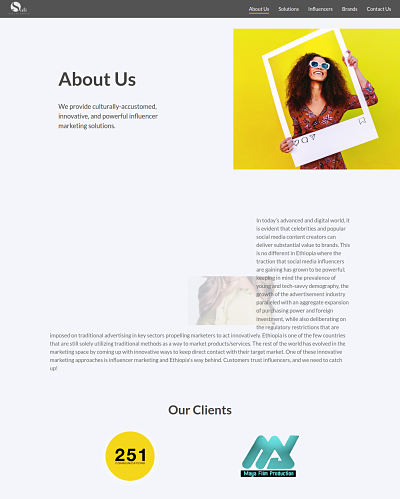 About Us
Solutions
Influencers
Brands
Contact Us
About Us
We provide culturally-accustomed,
innovative, and powerful influencer
marketing solutions.
In today's advanced and digital world, it
is evident that celebrities and popular
social media content creators can
deliver substantial value to brands. This
is no different in Ethiopia where the
traction that social media influencers
are gaining has grown to be powerful;
keeping in mind the prevalence of
young and tech-savvy demography, the
growth of the advertisement industry
paralleled with an aggregate expansion
of purchasing power and foreign
investment, while also deliberating on
the regulatory restrictions that are
imposed on traditional advertising in key sectors propelling marketers to act innovatively. Ethiopia is one of the few countries
that are still solely utilizing traditional methods as a way to market products/services. The rest of the world has evolved in the
marketing space by coming up with innovative ways to keep direct contact with their target market. One of these innovative
marketing approaches is influencer marketing and Ethiopia's way behind. Customers trust influencers, and we need to catch
up!
Our Clients
251
COMMUNICATIONS
Maya Film Production